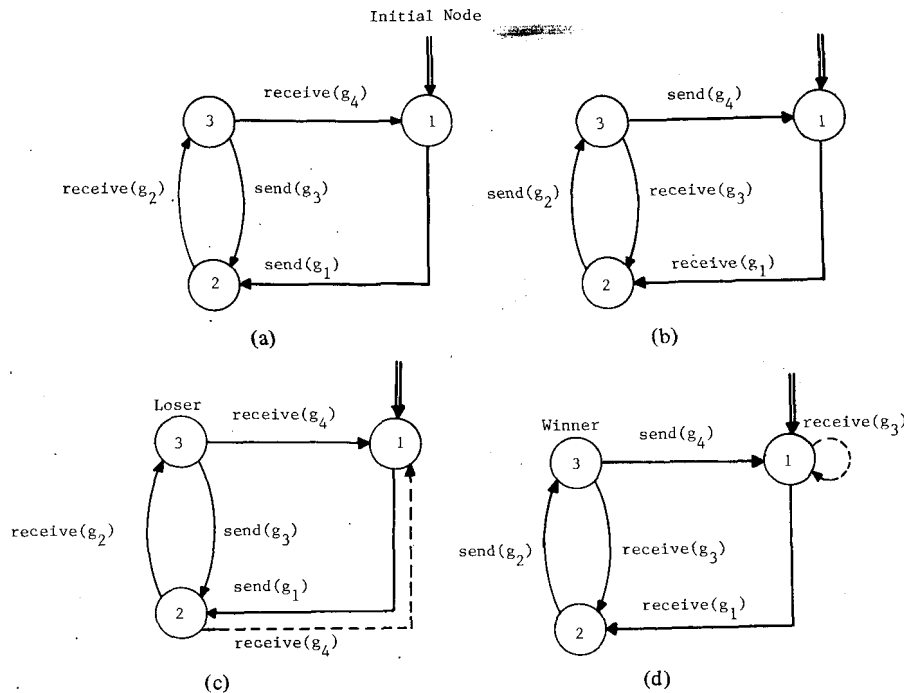 Initial Node
receive(g₄)
send(g₄)
3
1
3
1
receive(g₂)
send(g₃)
send(g₂)
receive(g₃)
send(g₁)
receive(g₁)
2
2
(a)
(b)
Loser
receive(g₄)
3
1
receive(g₂)
send(g₃)
send(g₁)
2
receive(g₄)
(c)
Winner
send(g₄)
receive(g₃)
3
1
send(g₂)
receive(g₃)
receive(g₁)
2
(d)